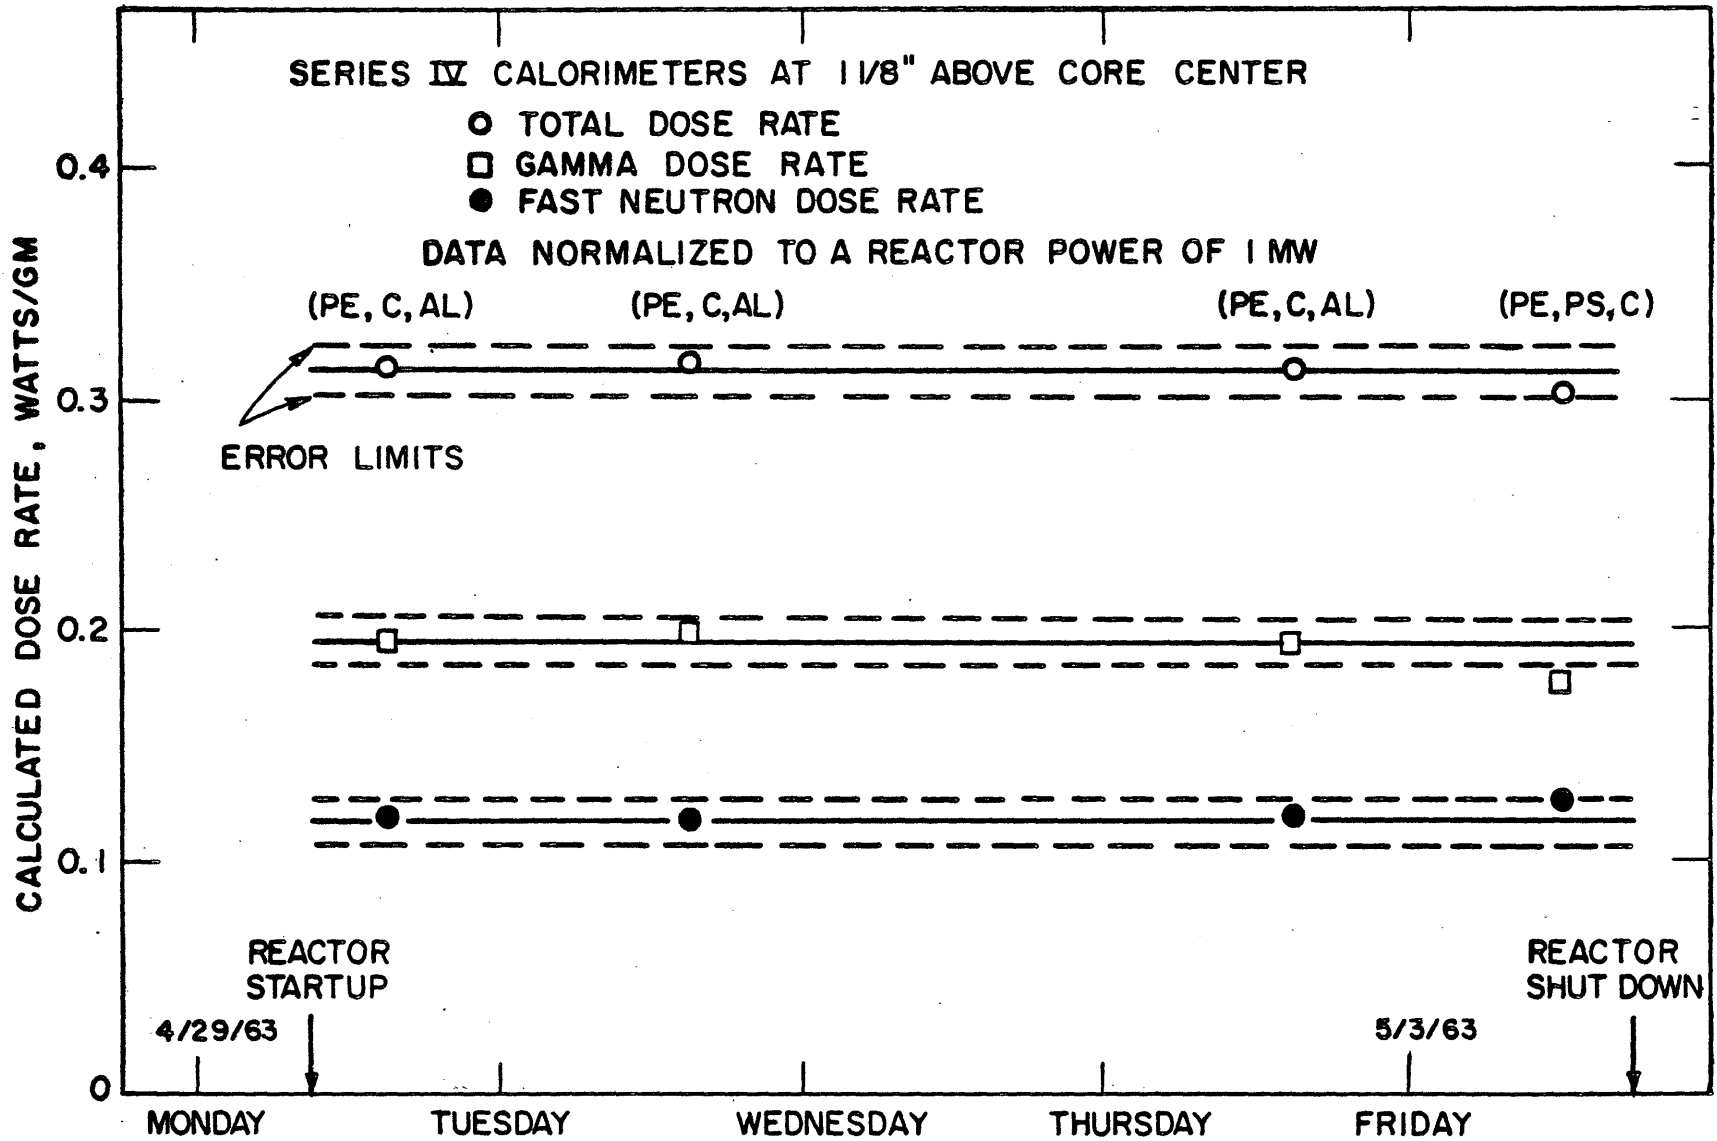 SERIES IV CALORIMETERS AT 1 1/8" ABOVE CORE CENTER
TOTAL DOSE RATE
GAMMA DOSE RATE
FAST NEUTRON DOSE RATE
DATA NORMALIZED TO A REACTOR POWER OF 1 MW
(PE, C, AL) (PE, C, AL) (PE, C, AL) (PE, PS, C)
ERROR LIMITS
CALCULATED DOSE RATE, WATTS/GM
0.4
0.3
0.2
0.1
0
REACTOR
STARTUP
REACTOR
SHUT DOWN
4/29/63 5/3/63
MONDAY TUESDAY WEDNESDAY THURSDAY FRIDAY